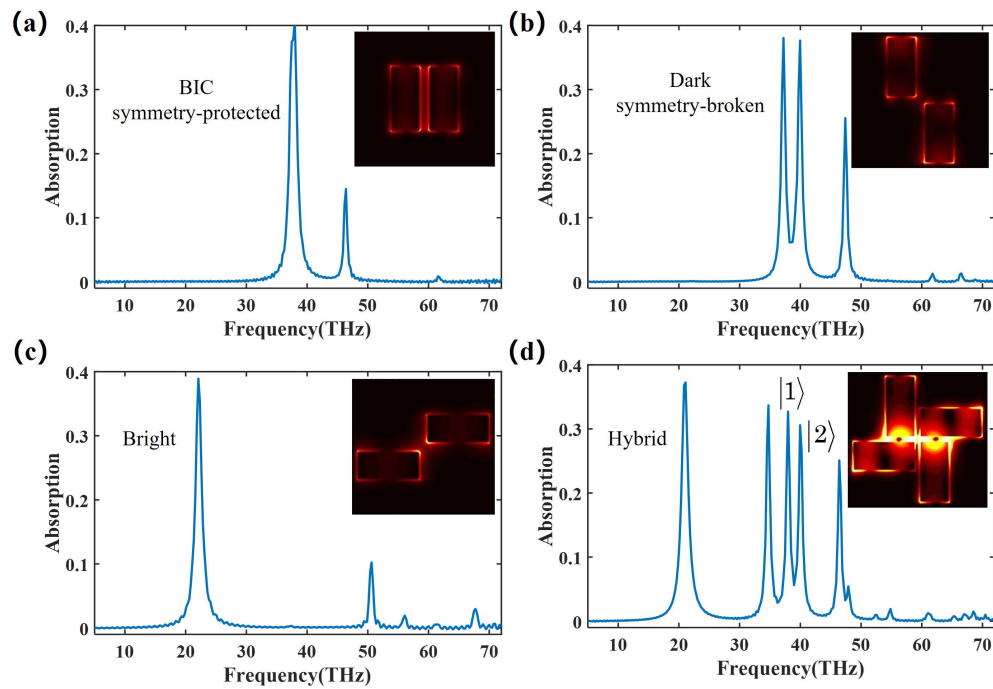 (a)
0.4
0.3
0.2
0.1
0
Absorption
BIC
symmetry-protected
10 20 30 40 50 60 70
Frequency(THz)
(b)
0.4
0.3
0.2
0.1
0
Absorption
Dark
symmetry-broken
10 20 30 40 50 60 70
Frequency(THz)
(c)
0.4
0.3
0.2
0.1
0
Absorption
Bright
10 20 30 40 50 60 70
Frequency(THz)
(d)
0.4
0.3
0.2
0.1
0
Absorption
Hybrid
|1⟩
|2⟩
10 20 30 40 50 60 70
Frequency(THz)